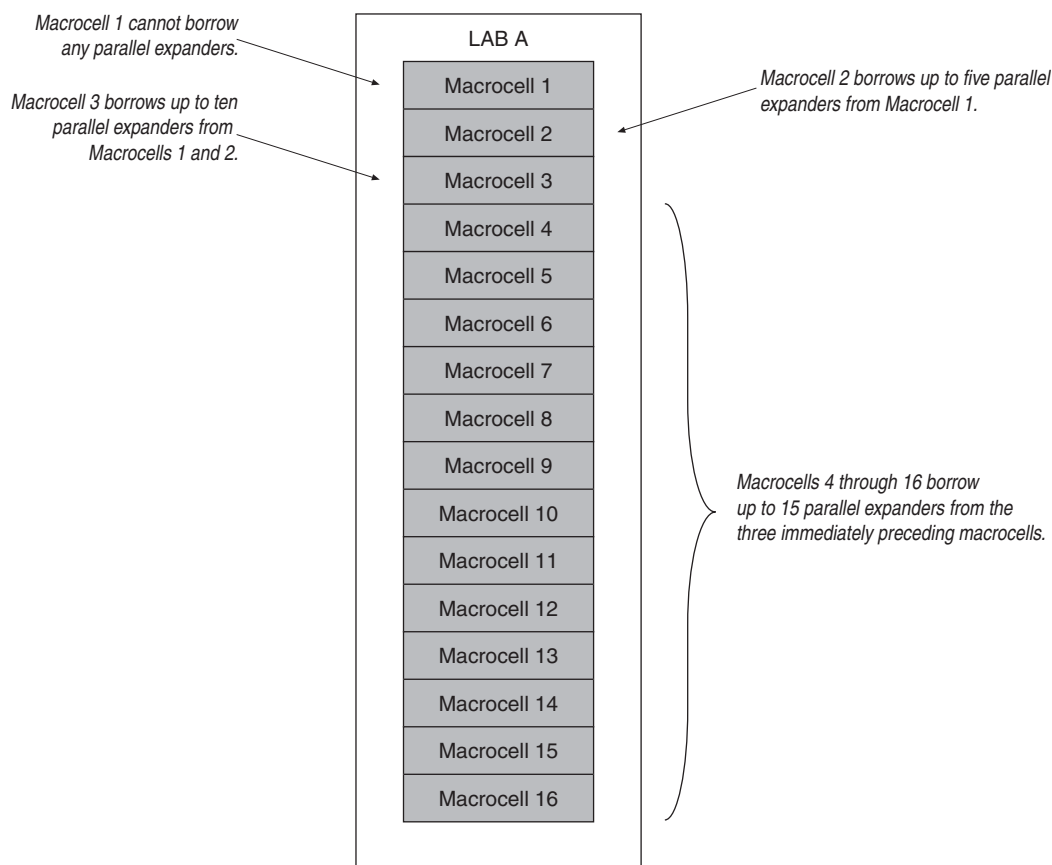 Macrocell 1 cannot borrow
any parallel expanders.
Macrocell 3 borrows up to ten
parallel expanders from
Macrocells 1 and 2.
LAB A
Macrocell 1
Macrocell 2
Macrocell 3
Macrocell 4
Macrocell 5
Macrocell 6
Macrocell 7
Macrocell 8
Macrocell 9
Macrocell 10
Macrocell 11
Macrocell 12
Macrocell 13
Macrocell 14
Macrocell 15
Macrocell 16
Macrocell 2 borrows up to five parallel
expanders from Macrocell 1.
Macrocells 4 through 16 borrow
up to 15 parallel expanders from the
three immediately preceding macrocells.